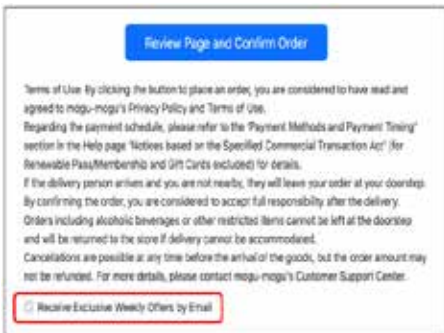 Review Page and Confirm Order
Terms of Use: By clicking the button to place an order, you are considered to have read and
agreed to mogu-mogu's Privacy Policy and Terms of Use.
Regarding the payment schedule, please refer to the "Payment Methods and Payment Timing"
section in the Help page "Notices based on the Specified Commercial Transaction Act" (for
Renewable Pass/Membership and Gift Cards excluded) for details.
If the delivery person arrives and you are not nearby, they will leave your order at your doorstep.
By confirming the order, you are considered to accept full responsibility after the delivery.
Orders including alcoholic beverages or other restricted items cannot be left at the doorstep
and will be returned to the store if delivery cannot be accommodated.
Cancellations are possible at any time before the arrival of the goods, but the order amount may
not be refunded. For more details, please contact mogu-mogu's Customer Support Center.
Receive Exclusive Weekly Offers by Email